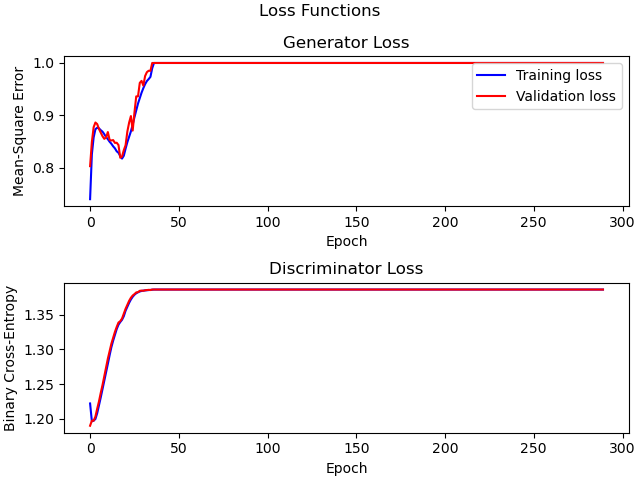 Loss Functions
Generator Loss
Mean-Square Error
1.0
0.9
0.8
Training loss
Validation loss
0 50 100 150 200 250 300
Epoch
Discriminator Loss
Binary Cross-Entropy
1.35
1.30
1.25
1.20
0 50 100 150 200 250 300
Epoch